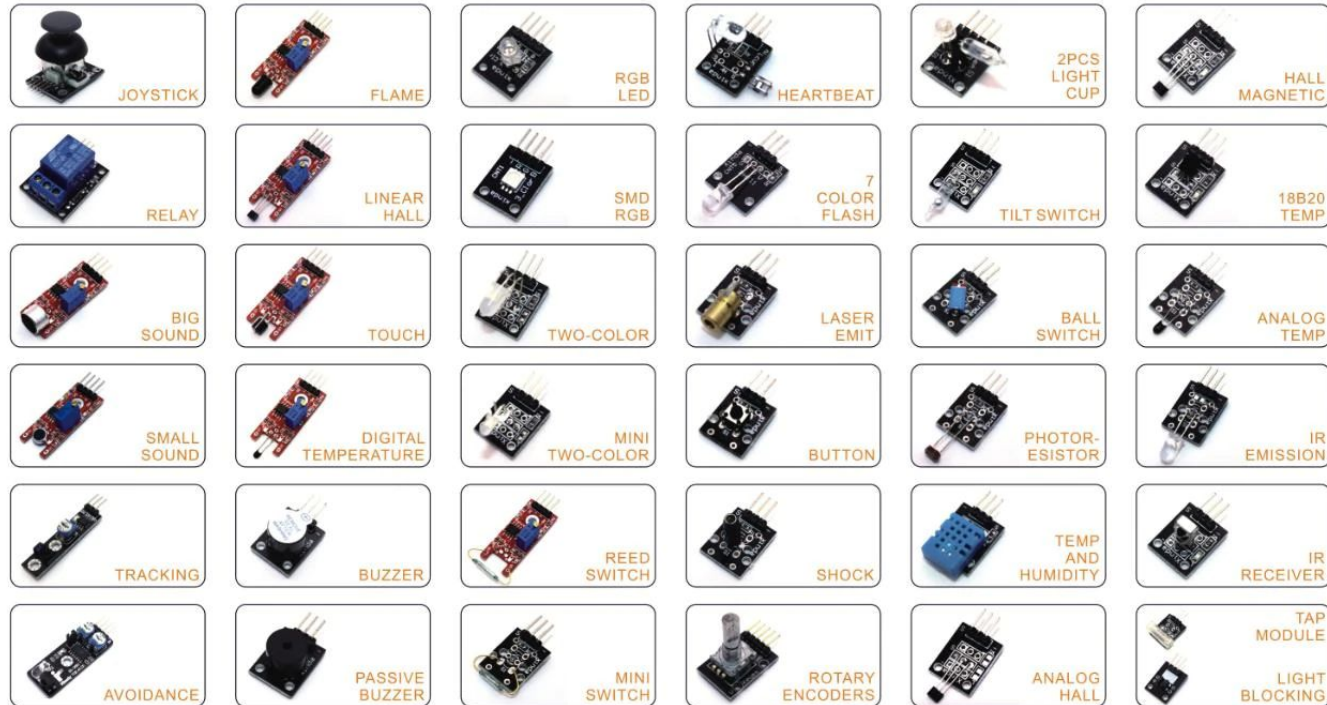 JOYSTICK
FLAME
RGB
LED
HEARTBEAT
2PCS
LIGHT
CUP
HALL
MAGNETIC
RELAY
LINEAR
HALL
SMD
RGB
7
COLOR
FLASH
TILT SWITCH
18B20
TEMP
BIG
SOUND
TOUCH
TWO-COLOR
LASER
EMIT
BALL
SWITCH
ANALOG
TEMP
SMALL
SOUND
DIGITAL
TEMPERATURE
MINI
TWO-COLOR
BUTTON
PHOTOR-
ESISTOR
IR
EMISSION
TRACKING
BUZZER
REED
SWITCH
SHOCK
TEMP
AND
HUMIDITY
IR
RECEIVER
AVOIDANCE
PASSIVE
BUZZER
MINI
SWITCH
ROTARY
ENCODERS
ANALOG
HALL
TAP
MODULE
LIGHT
BLOCKING